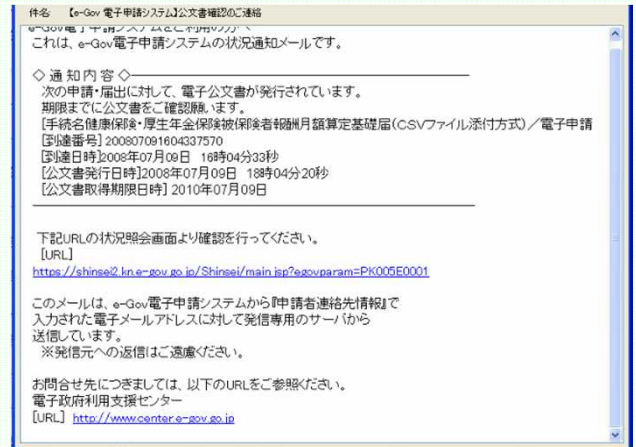 件名 【e-Gov 電子申請システム】公文書確認のご連絡
e-Gov電子申請システムをご利用の方へ
これは、e-Gov電子申請システムの状況通知メールです。
◇ 通 知 内 容 ◇
次の申請・届出に対して、電子公文書が発行されています。
期限までに公文書をご確認願います。
[手続名健康保険・厚生年金保険被保険者報酬月額算定基礎届(CSVファイル添付方式)／電子申請
[到達番号] 200807091604337570
[到達日時]2008年07月09日 16時04分33秒
[公文書発行日時]2008年07月09日 18時04分20秒
[公文書取得期限日時] 2010年07月09日
下記URLの状況照会画面より確認を行ってください。
[URL]
https://shinsei2.kn.e-gov.go.jp/Shinsei/main.jsp?egovparam=PK005E0001
このメールは、e-Gov電子申請システムから『申請者連絡先情報』で
入力された電子メールアドレスに対して発信専用のサーバから
送信しています。
※発信元への返信はご遠慮ください。
お問合せ先につきましては、以下のURLをご参照ください。
電子政府利用支援センター
[URL] http://www.center.e-gov.go.jp